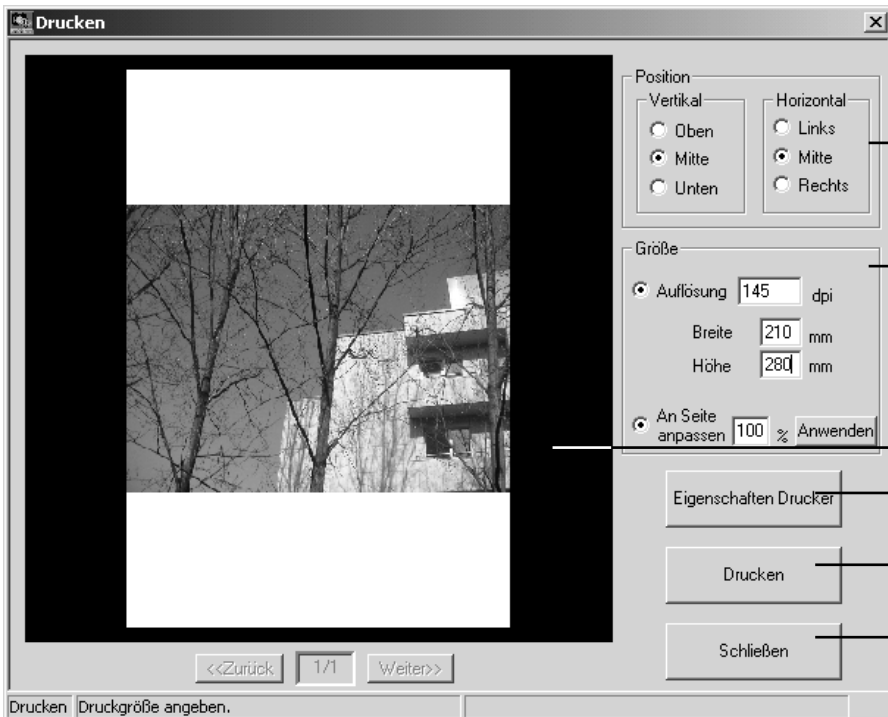 Drucken
Position
Vertikal
Oben
Mitte
Unten
Horizontal
Links
Mitte
Rechts
Größe
Auflösung 145 dpi
Breite 210 mm
Höhe 280 mm
An Seite
anpassen 100 % Anwenden
Eigenschaften Drucker
Drucken
Schließen
<<Zurück 1/1 Weiter>>
Drucken Druckgröße angeben.